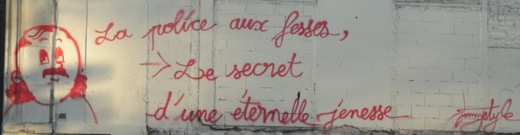 La police aux fesses,
→ Le secret
d'une éternelle jenesse